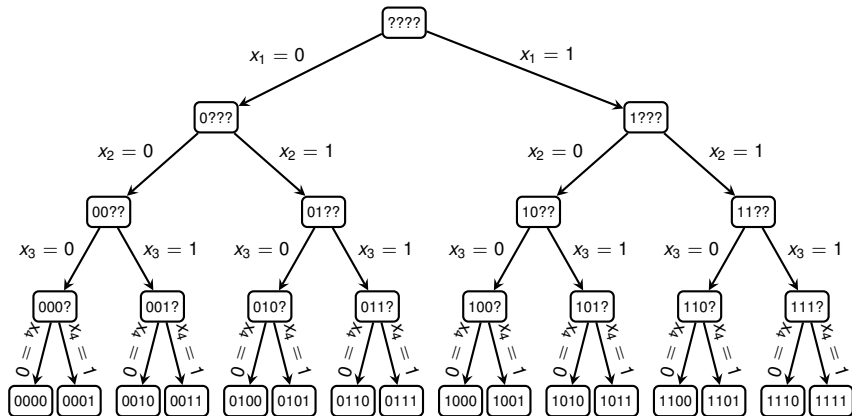 ????
x₁ = 0 x₁ = 1
0??? 1???
x₂ = 0 x₂ = 1 x₂ = 0 x₂ = 1
00?? 01?? 10?? 11??
x₃ = 0 x₃ = 1 x₃ = 0 x₃ = 1 x₃ = 0 x₃ = 1 x₃ = 0 x₃ = 1
000? 001? 010? 011? 100? 101? 110? 111?
x₄ = 0 x₄ = 1 x₄ = 0 x₄ = 1 x₄ = 0 x₄ = 1 x₄ = 0 x₄ = 1 x₄ = 0 x₄ = 1 x₄ = 0 x₄ = 1 x₄ = 0 x₄ = 1 x₄ = 0 x₄ = 1
0000 0001 0010 0011 0100 0101 0110 0111 1000 1001 1010 1011 1100 1101 1110 1111